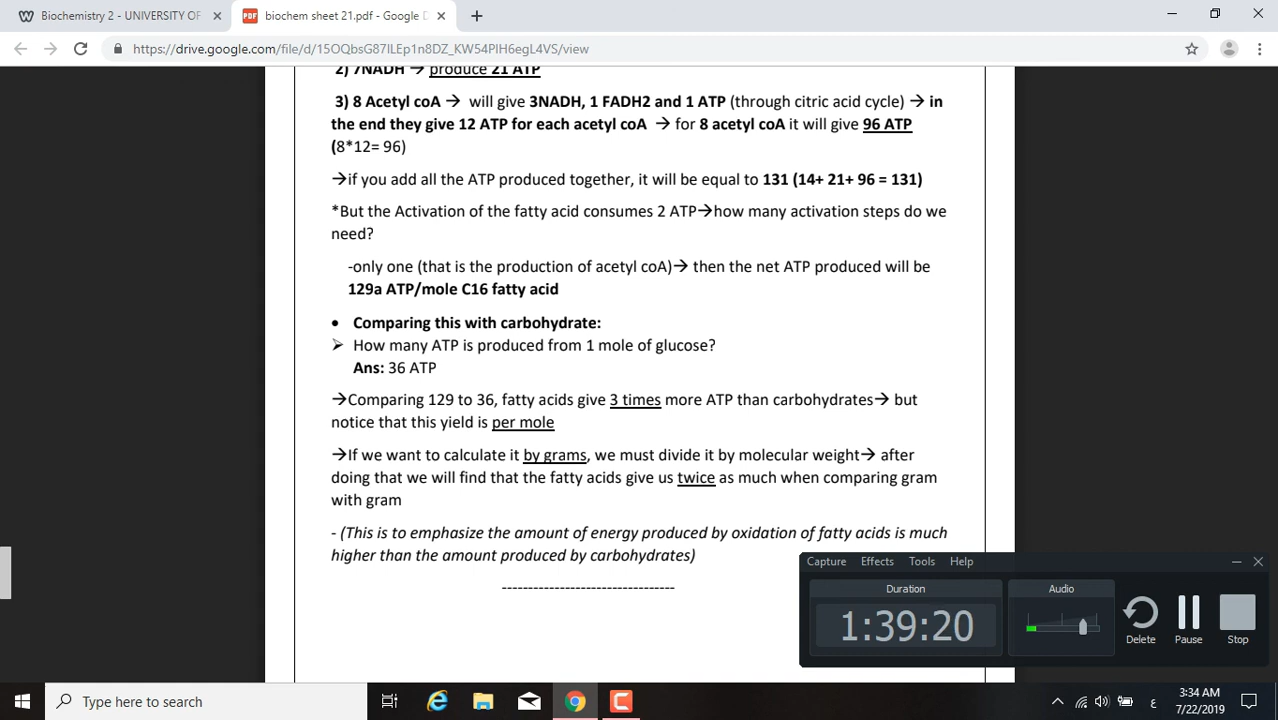 Biochemistry 2 - UNIVERSITY OF
biochem sheet 21.pdf - Google D
https://drive.google.com/file/d/15OQbsG87ILEp1n8DZ_KW54PlH6egL4VS/view
2) 7NADH → produce 21 ATP
3) 8 Acetyl coA → will give 3NADH, 1 FADH2 and 1 ATP (through citric acid cycle) → in
the end they give 12 ATP for each acetyl coA → for 8 acetyl coA it will give 96 ATP
(8*12= 96)
→if you add all the ATP produced together, it will be equal to 131 (14+ 21+ 96 = 131)
*But the Activation of the fatty acid consumes 2 ATP→how many activation steps do we
need?
-only one (that is the production of acetyl coA)→ then the net ATP produced will be
129a ATP/mole C16 fatty acid
• Comparing this with carbohydrate:
➢ How many ATP is produced from 1 mole of glucose?
Ans: 36 ATP
→Comparing 129 to 36, fatty acids give 3 times more ATP than carbohydrates→ but
notice that this yield is per mole
→If we want to calculate it by grams, we must divide it by molecular weight→ after
doing that we will find that the fatty acids give us twice as much when comparing gram
with gram
- (This is to emphasize the amount of energy produced by oxidation of fatty acids is much
higher than the amount produced by carbohydrates)
---------------------------------
Capture Effects Tools Help
Duration
Audio
1:39:20
Delete
Pause
Stop
Type here to search
ع
3:34 AM
7/22/2019